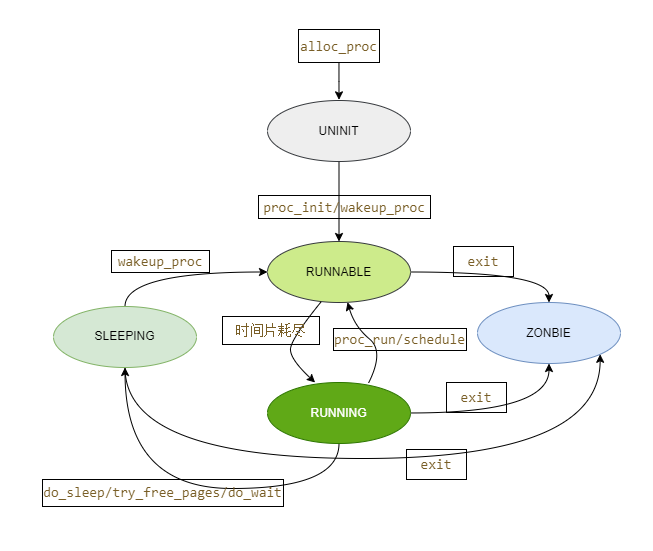 alloc_proc
UNINIT
proc_init/wakeup_proc
wakeup_proc
RUNNABLE
exit
SLEEPING
时间片耗尽
proc_run/schedule
ZONBIE
RUNNING
exit
exit
do_sleep/try_free_pages/do_wait